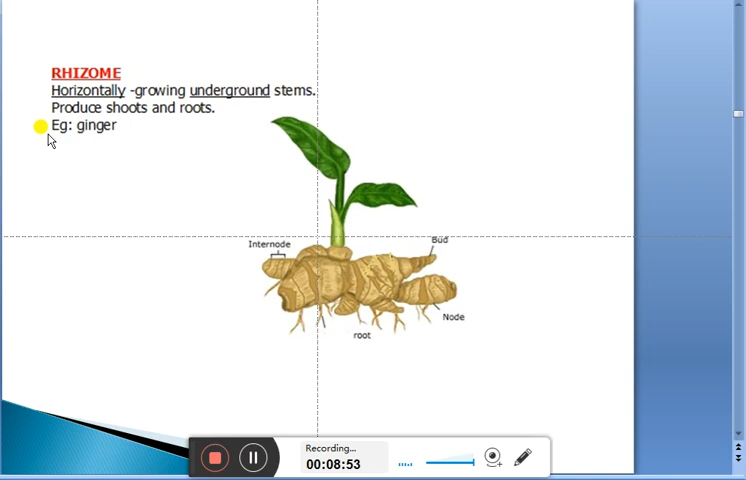 RHIZOME
Horizontally -growing underground stems.
Produce shoots and roots.
Eg: ginger
Internode
Bud
Node
root
Recording...
00:08:53